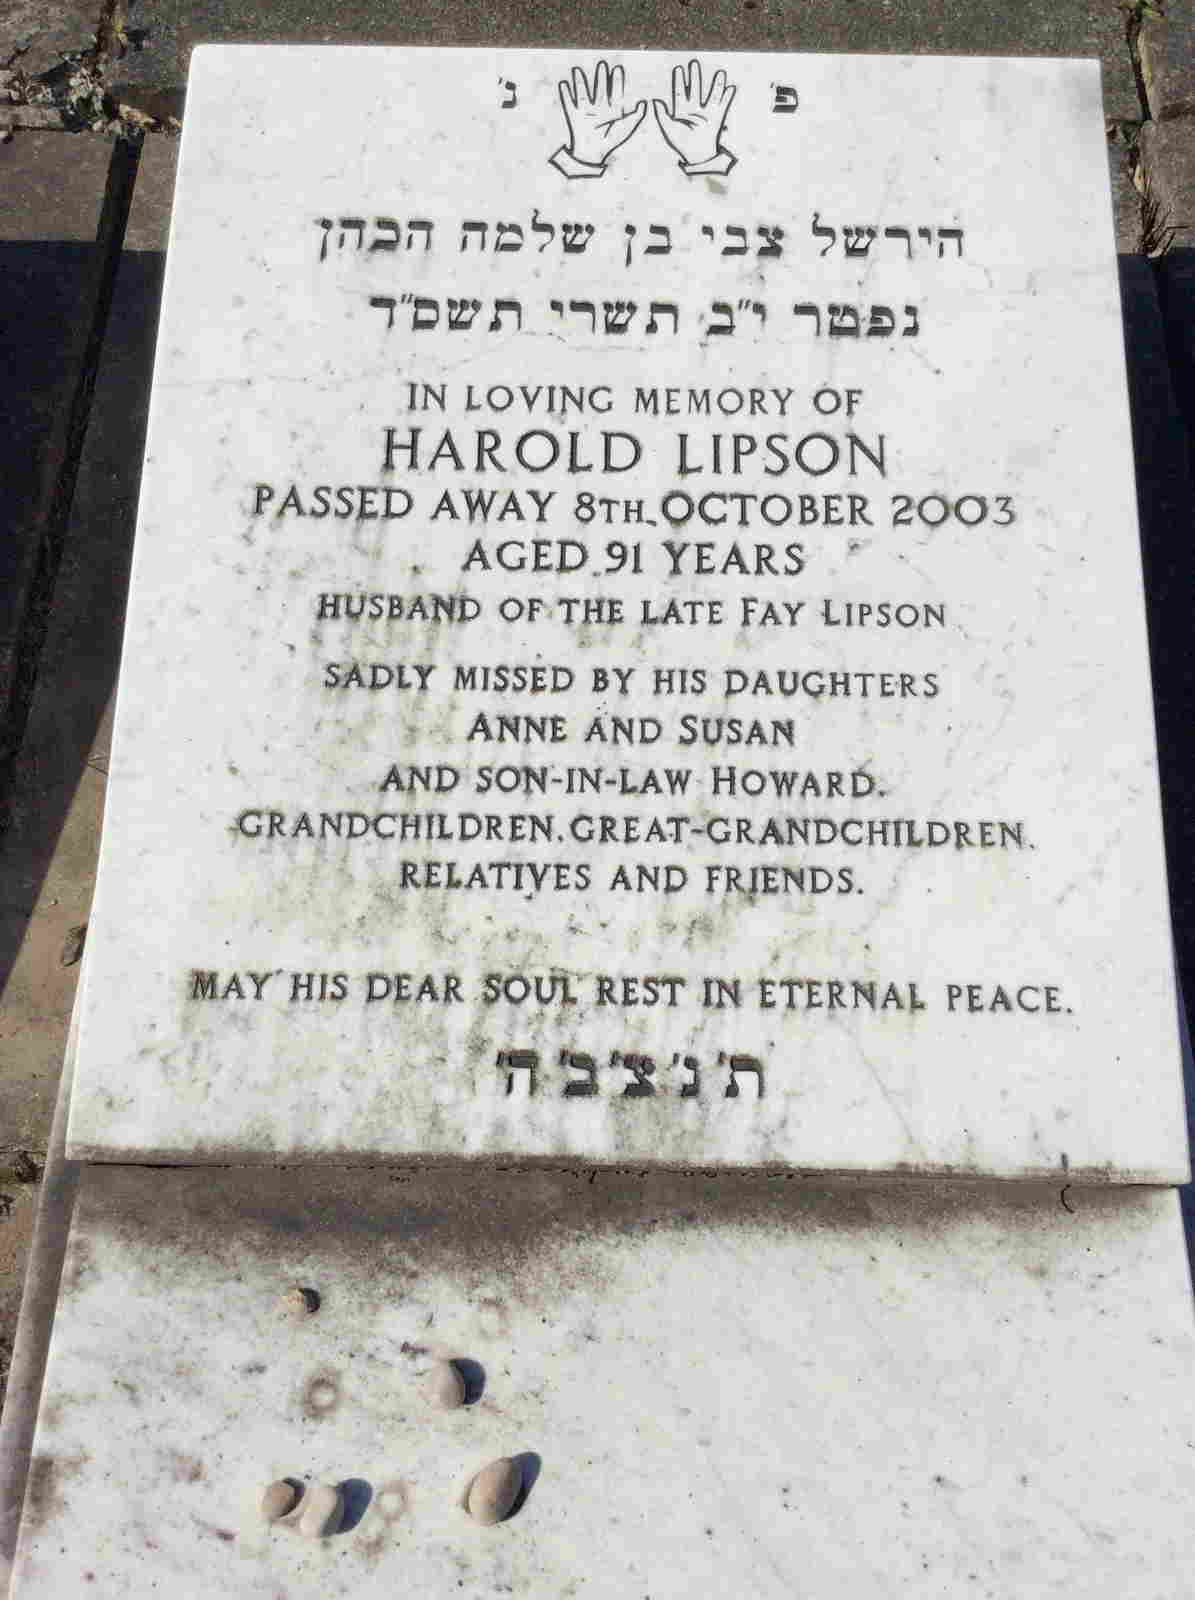 פ' נ'
הירשל צבי בן שלמה הכהן
נפטר י"ב תשרי תשס"ד
IN LOVING MEMORY OF
HAROLD LIPSON
PASSED AWAY 8TH. OCTOBER 2003
AGED 91 YEARS
HUSBAND OF THE LATE FAY LIPSON
SADLY MISSED BY HIS DAUGHTERS
ANNE AND SUSAN
AND SON-IN-LAW HOWARD.
GRANDCHILDREN. GREAT-GRANDCHILDREN.
RELATIVES AND FRIENDS.
MAY HIS DEAR SOUL REST IN ETERNAL PEACE.
ת' נ' צ' ב' ה'